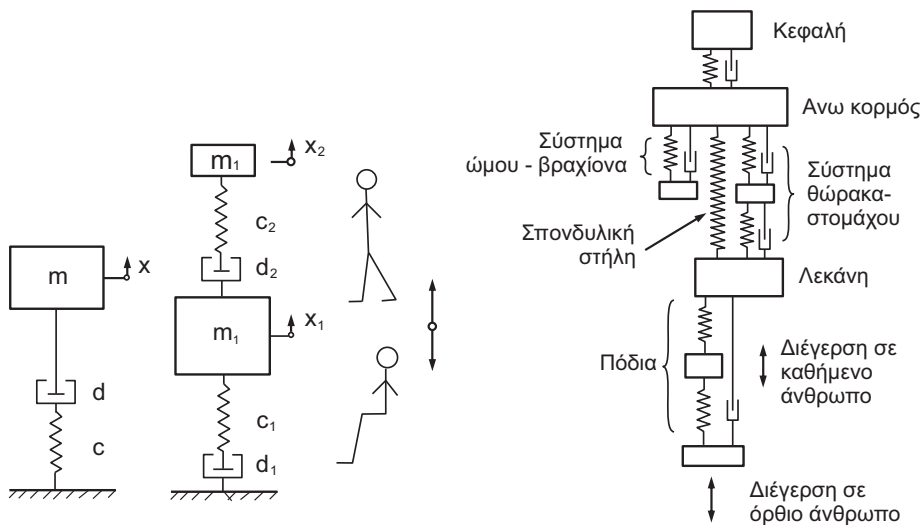 m
x
d
c
m₁
x₂
c₂
d₂
m₁
x₁
c₁
d₁
Κεφαλή
Ανω κορμός
Σύστημα
ώμου - βραχίονα
Σύστημα
θώρακα-
στομάχου
Σπονδυλική
στήλη
Λεκάνη
Πόδια
Διέγερση σε
καθήμενο
άνθρωπο
Διέγερση σε
όρθιο άνθρωπο